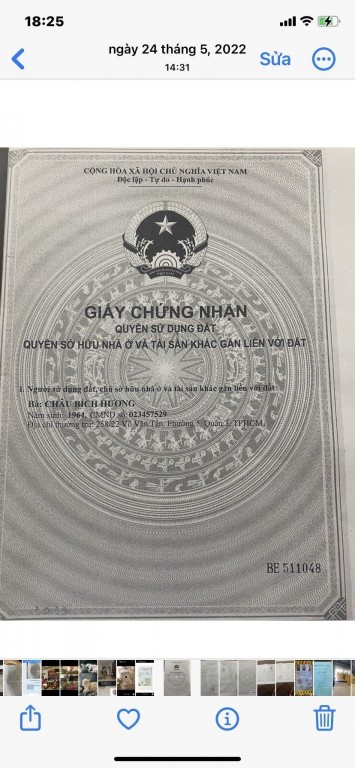 18:25
ngày 24 tháng 5, 2022
14:31
Sửa
CỘNG HÒA XÃ HỘI CHỦ NGHĨA VIỆT NAM
Độc lập - Tự do - Hạnh phúc
GIẤY CHỨNG NHẬN
QUYỀN SỬ DỤNG ĐẤT
QUYỀN SỞ HỮU NHÀ Ở VÀ TÀI SẢN KHÁC GẮN LIỀN VỚI ĐẤT
I. Người sử dụng đất, chủ sở hữu nhà ở và tài sản khác gắn liền với đất
Bà: CHÂU BÍCH HƯƠNG
Năm sinh: 1964, CMND số: 023457529
Địa chỉ thường trú: 258/22 Võ Văn Tần, Phường 5, Quận 3, TPHCM.
BE 511048